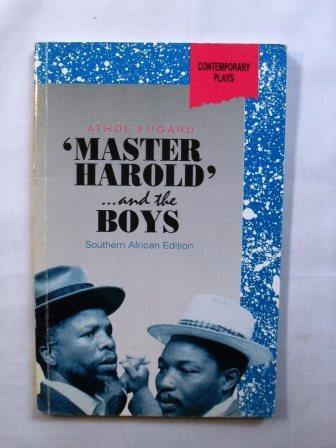 CONTEMPORARY
PLAYS
ATHOL FUGARD
‘MASTER
HAROLD’
...and the
BOYS
Southern African Edition